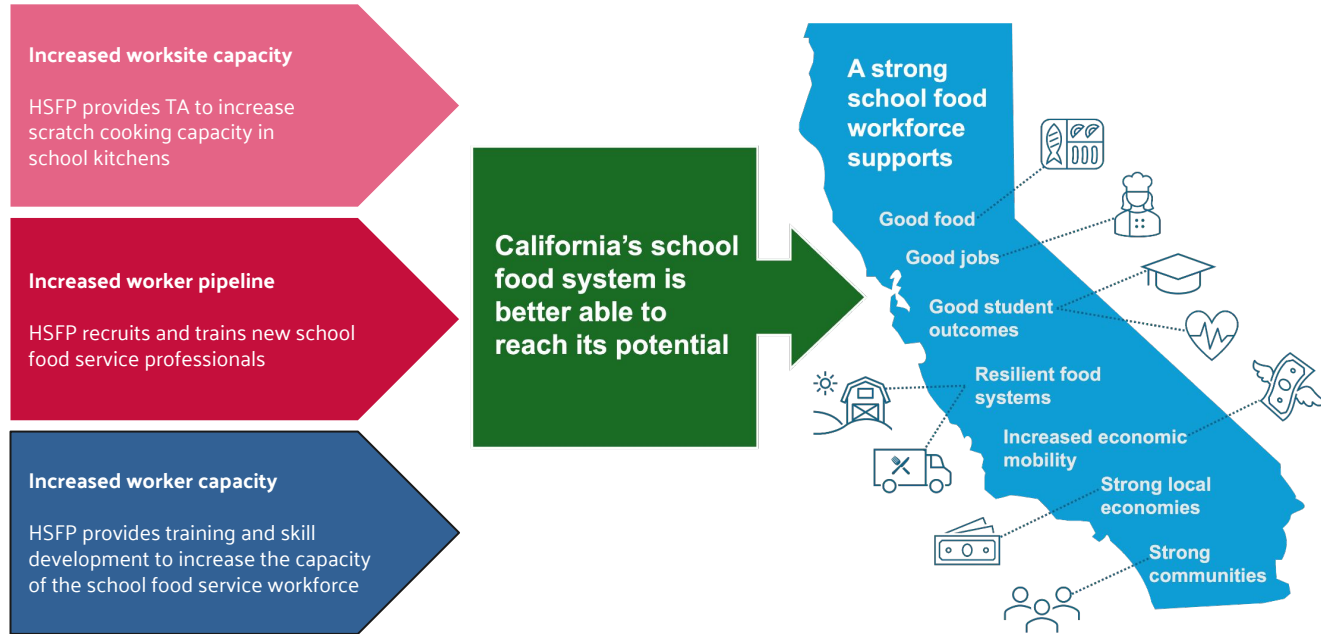 Increased worksite capacity
HSFP provides TA to increase
scratch cooking capacity in
school kitchens
Increased worker pipeline
HSFP recruits and trains new school
food service professionals
Increased worker capacity
HSFP provides training and skill
development to increase the capacity
of the school food service workforce
California's school
food system is
better able to
reach its potential
A strong
school food
workforce
supports
Good food
Good jobs
Good student
outcomes
Resilient food
systems
Increased economic
mobility
Strong local
economies
Strong
communities